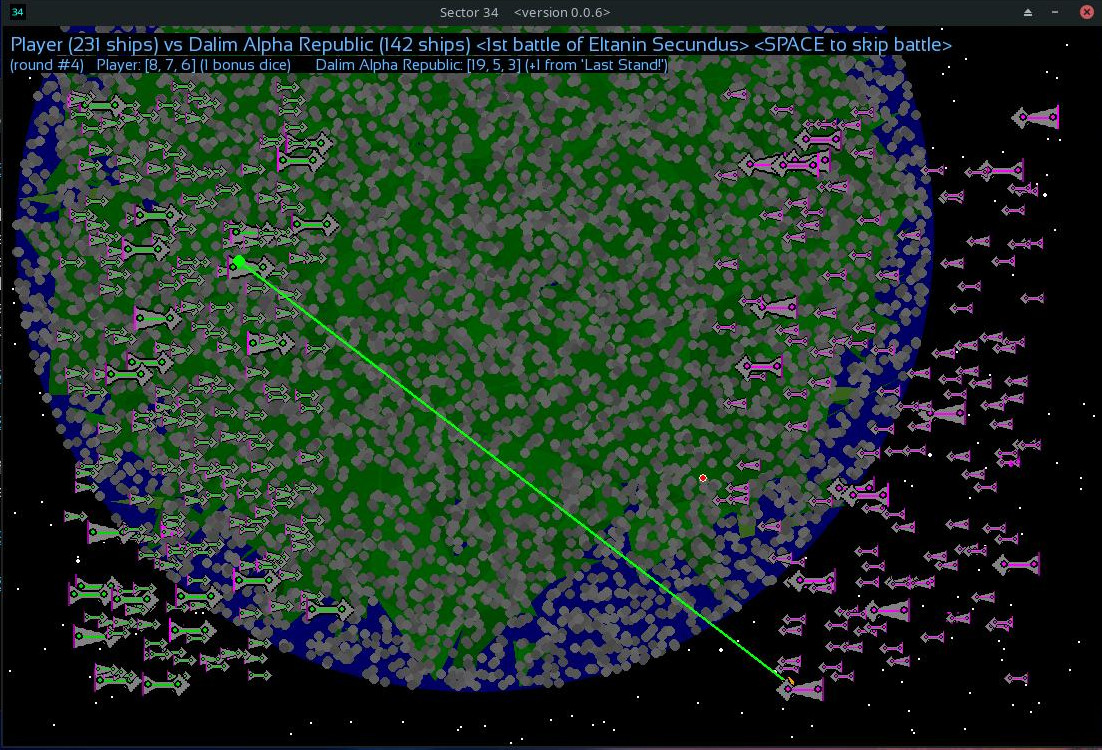 34
Sector 34 <version 0.0.6>
Player (231 ships) vs Dalim Alpha Republic (142 ships) <1st battle of Eltanin Secundus> <SPACE to skip battle>
(round #4) Player: [8, 7, 6] (1 bonus dice) Dalim Alpha Republic: [19, 5, 3] (+1 from 'Last Stand!')